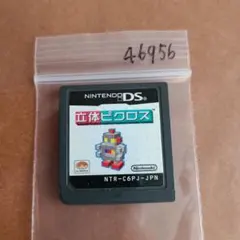 46956
NINTENDO DS
立体ピクロス
Nintendo
NTR-C6PJ-JPN